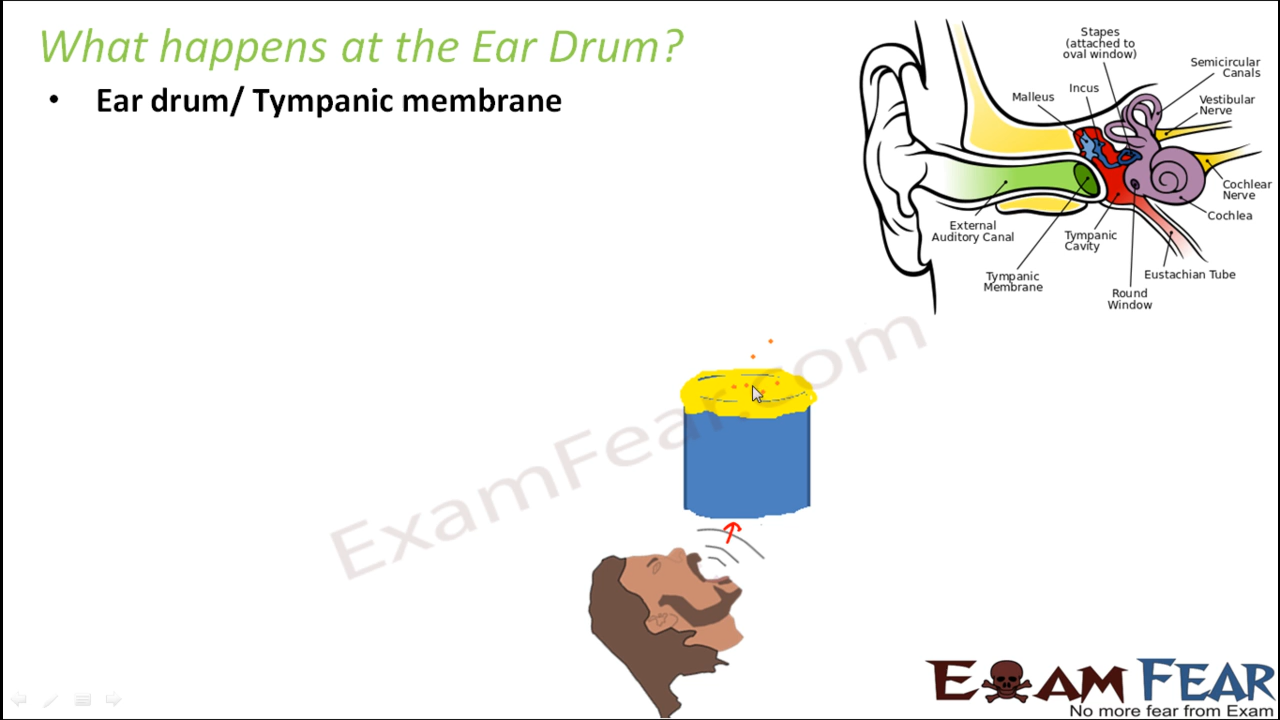 What happens at the Ear Drum?
• Ear drum/ Tympanic membrane
Stapes
(attached to
oval window)
Semicircular
Canals
Incus
Malleus
Vestibular
Nerve
Cochlear
Nerve
Cochlea
External
Auditory Canal
Tympanic
Cavity
Tympanic
Membrane
Eustachian Tube
Round
Window
ExamFear.com
EXAM FEAR
No more fear from Exam